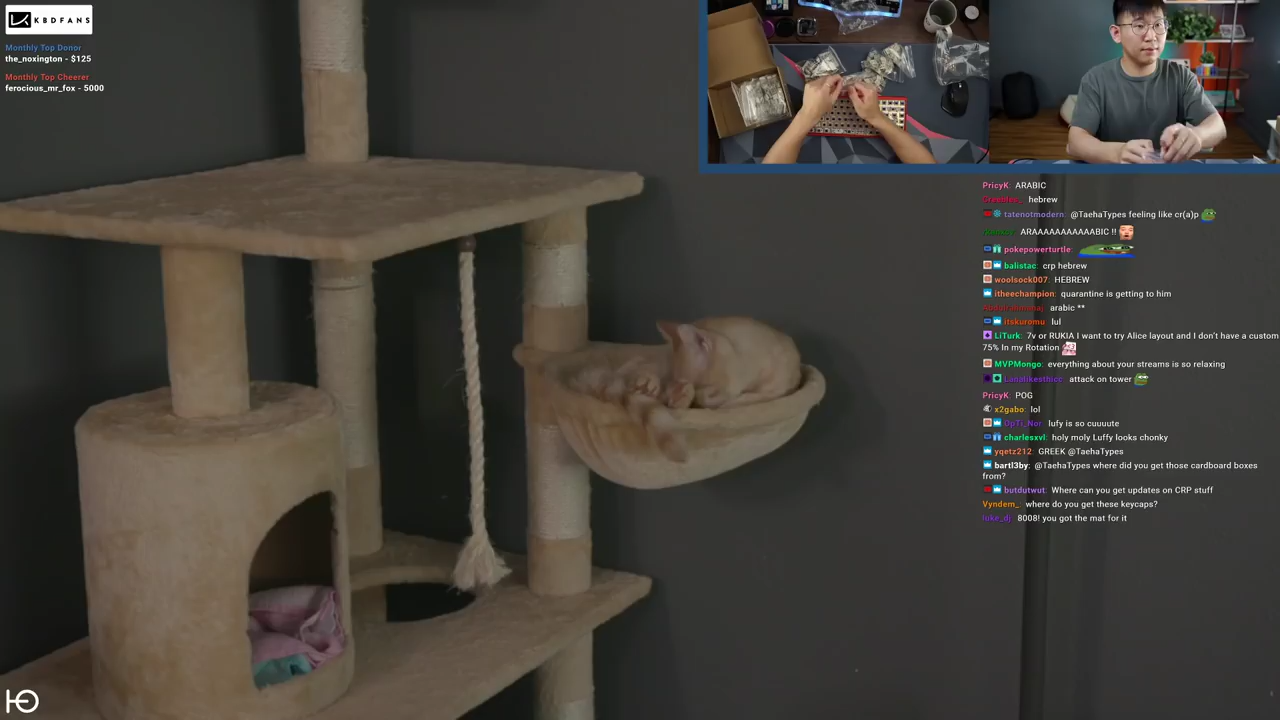 KBDFANS
Monthly Top Donor
the_noxington - $125
Monthly Top Cheerer
ferocious_mr_fox - 5000
PricyK: ARABIC
hebrew
tatenotmodern: @TaehaTypes feeling like cr(a)p
ARAAAAAAAAAAABIC !!
pokepowerturtle:
balistac: crp hebrew
woolsock007: HEBREW
itheechampion: quarantine is getting to him
arabic **
itskuromu: lul
LiTurk: 7v or RUKIA I want to try Alice layout and I don't have a custom
75% In my Rotation
MVPMongo: everything about your streams is so relaxing
attack on tower
PricyK: POG
x2gabo: lol
OpTi_Nor: lufy is so cuuuute
charlesxvl: holy moly Luffy looks chonky
yqetz212: GREEK @TaehaTypes
bartl3by: @TaehaTypes where did you get those cardboard boxes
from?
butdutwut: Where can you get updates on CRP stuff
Vyndem_: where do you get these keycaps?
luke_dj: 8008! you got the mat for it